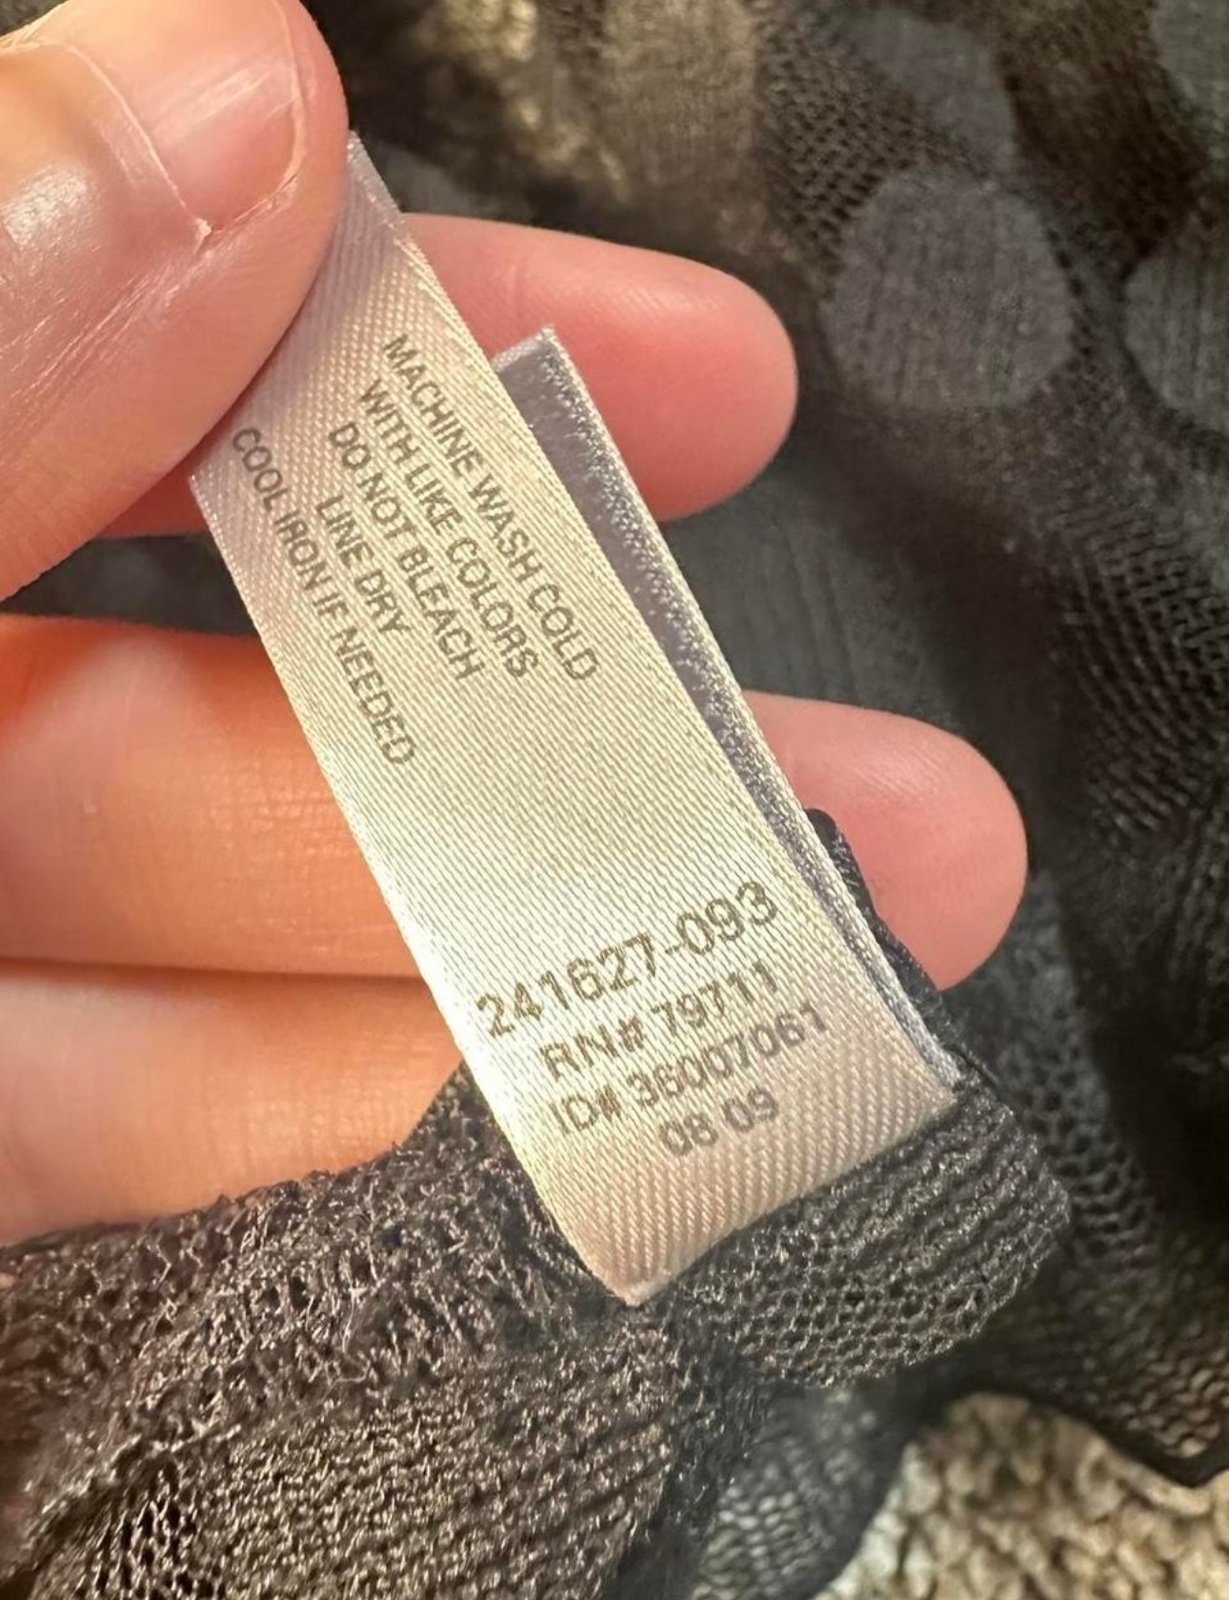 MACHINE WASH COLD
WITH LIKE COLORS
DO NOT BLEACH
LINE DRY
COOL IRON IF NEEDED
241627-093
RN# 79711
ID# 36007061
08 09